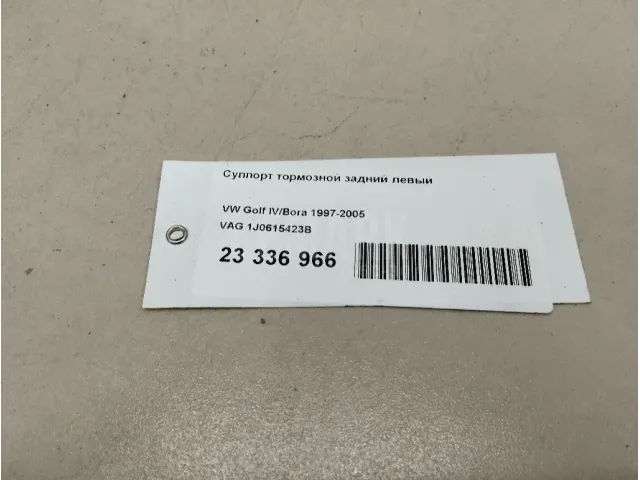 Суппорт тормозной задний левый
VW Golf IV/Bora 1997-2005
VAG 1J0615423B
23 336 966